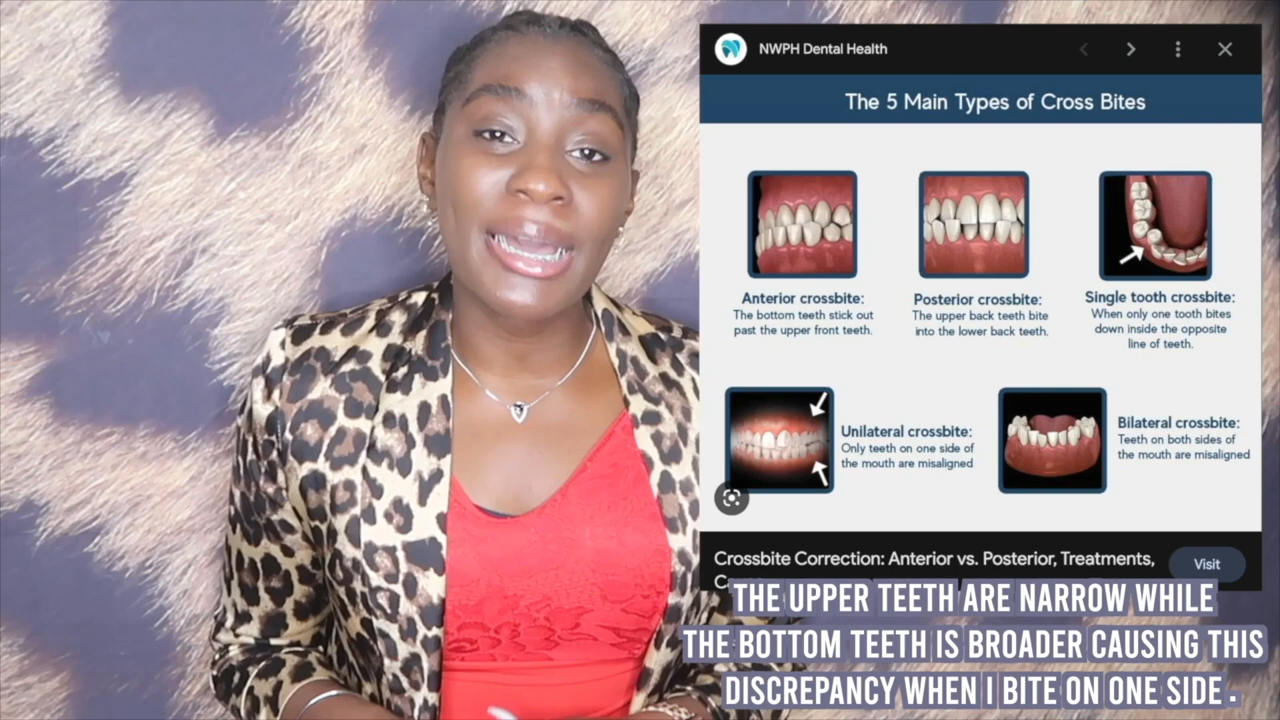 NWPH Dental Health
The 5 Main Types of Cross Bites
Anterior crossbite:
The bottom teeth stick out
past the upper front teeth.
Posterior crossbite:
The upper back teeth bite
into the lower back teeth.
Single tooth crossbite:
When only one tooth bites
down inside the opposite
line of teeth.
Unilateral crossbite:
Only teeth on one side of
the mouth are misaligned
Bilateral crossbite:
Teeth on both sides of
the mouth are misaligned
Crossbite Correction: Anterior vs. Posterior, Treatments,
Visit
THE UPPER TEETH ARE NARROW WHILE
THE BOTTOM TEETH IS BROADER CAUSING THIS
DISCREPANCY WHEN I BITE ON ONE SIDE .